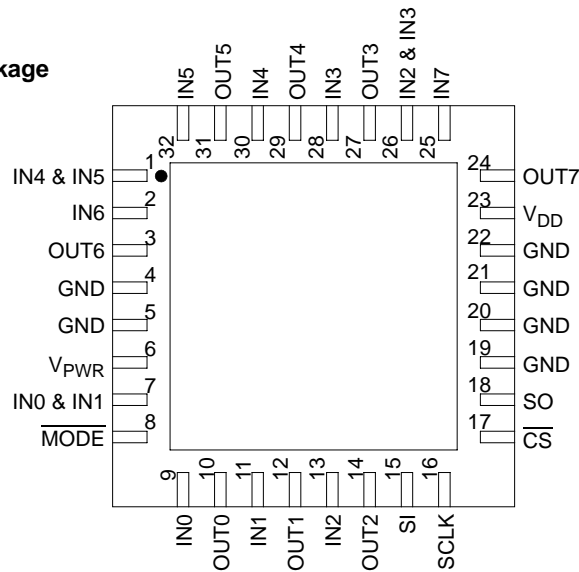 kage
IN5
OUT5
IN4
OUT4
IN3
OUT3
IN2 & IN3
IN7
32
31
30
29
28
27
26
25
IN4 & IN5 1
IN6 2
OUT6 3
GND 4
GND 5
VPWR 6
IN0 & IN1 7
MODE 8
24 OUT7
23 VDD
22 GND
21 GND
20 GND
19 GND
18 SO
17 CS
9
10
11
12
13
14
15
16
IN0
OUT0
IN1
OUT1
IN2
OUT2
SI
SCLK